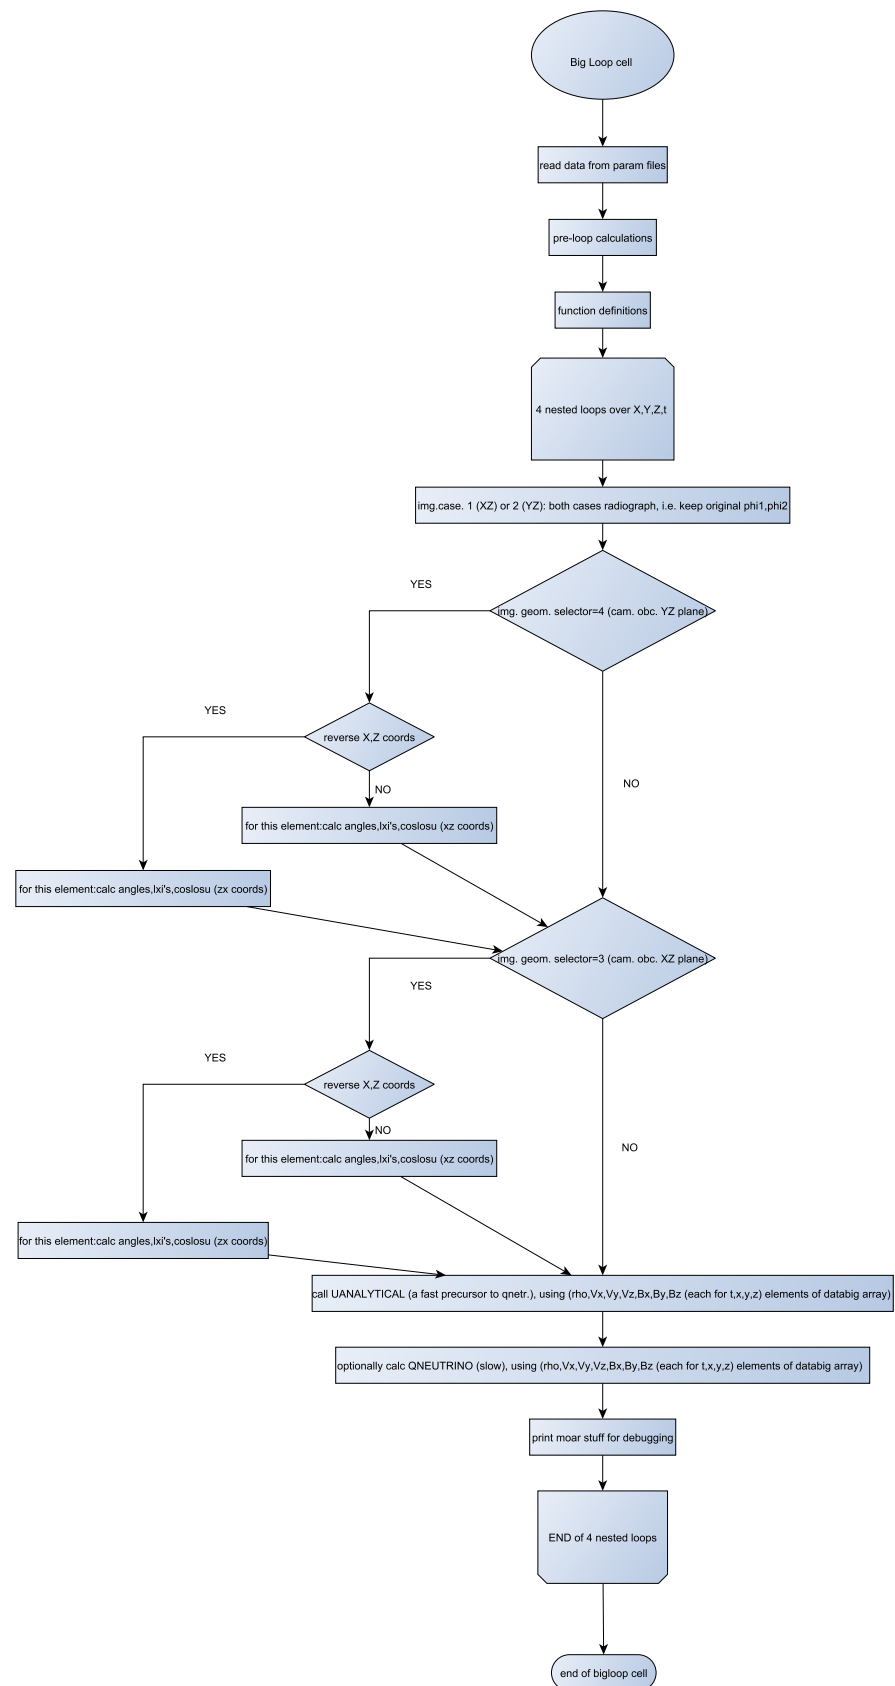 Big Loop cell
read data from param files
pre-loop calculations
function definitions
4 nested loops over X,Y,Z,t
img.case. 1 (XZ) or 2 (YZ): both cases radiograph, i.e. keep original phi1,phi2
YES
img. geom. selector=4 (cam. obc. YZ plane)
YES
reverse X,Z coords
NO
NO
for this element:calc angles,lxi's,coslosu (xz coords)
for this element:calc angles,lxi's,coslosu (zx coords)
img. geom. selector=3 (cam. obc. XZ plane)
YES
YES
reverse X,Z coords
NO
NO
for this element:calc angles,lxi's,coslosu (xz coords)
for this element:calc angles,lxi's,coslosu (zx coords)
call UANALYTICAL (a fast precursor to qnetr.), using (rho,Vx,Vy,Vz,Bx,By,Bz (each for t,x,y,z) elements of databig array)
optionally calc QNEUTRINO (slow), using (rho,Vx,Vy,Vz,Bx,By,Bz (each for t,x,y,z) elements of databig array)
print moar stuff for debugging
END of 4 nested loops
end of bigloop cell